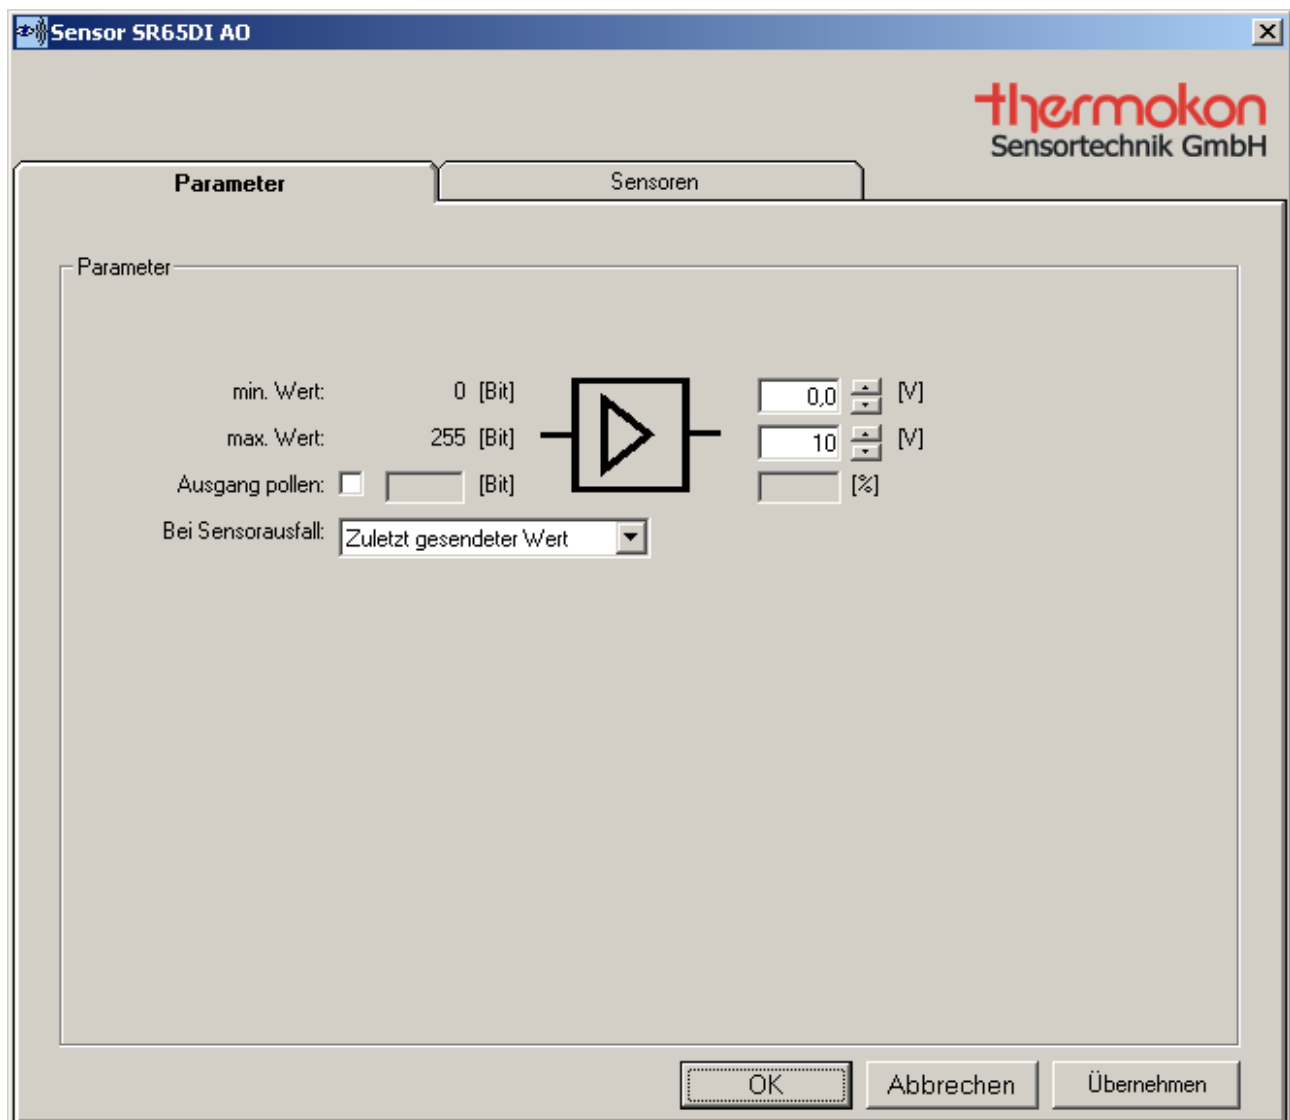 Sensor SR65DI AO
thermokon
Sensortechnik GmbH
Parameter Sensoren
Parameter
min. Wert: 0 [Bit] 0,0 [V]
max. Wert: 255 [Bit] 10 [V]
Ausgang pollen: [Bit] [%]
Bei Sensorausfall: Zuletzt gesendeter Wert
OK Abbrechen Übernehmen